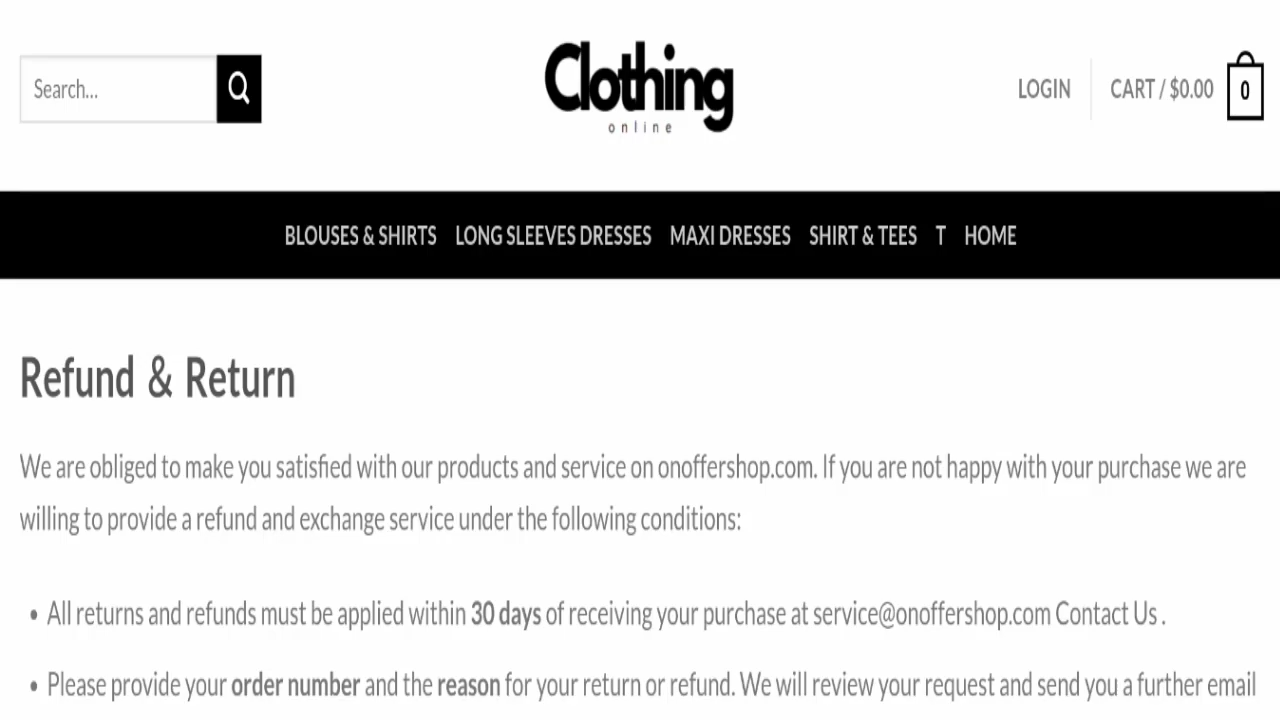 Search...
Clothing
online
LOGIN
CART / $0.00
0
BLOUSES & SHIRTS LONG SLEEVES DRESSES MAXI DRESSES SHIRT & TEES T HOME
Refund & Return
We are obliged to make you satisfied with our products and service on onoffershop.com. If you are not happy with your purchase we are
willing to provide a refund and exchange service under the following conditions:
• All returns and refunds must be applied within 30 days of receiving your purchase at service@onoffershop.com Contact Us .
• Please provide your order number and the reason for your return or refund. We will review your request and send you a further email